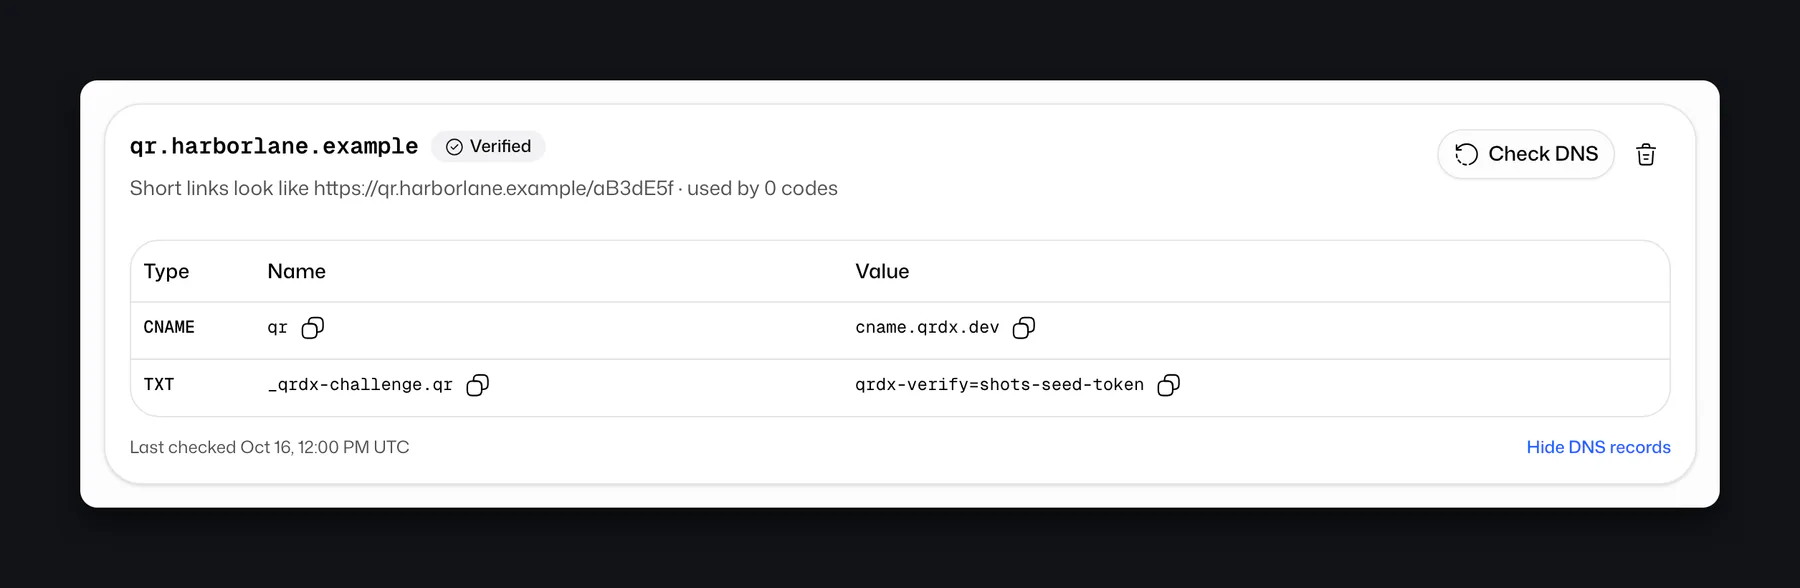 qr.harborlane.example Verified Check DNS
Short links look like https://qr.harborlane.example/aB3dE5f · used by 0 codes
Type Name Value
CNAME qr cname.qrdx.dev
TXT _qrdx-challenge.qr qrdx-verify=shots-seed-token
Last checked Oct 16, 12:00 PM UTC Hide DNS records